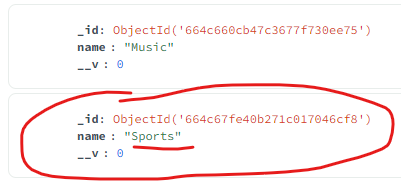 _id: ObjectId('664c660cb47c3677f730ee75')
name: "Music"
__v: 0
_id: ObjectId('664c67fe40b271c017046cf8')
name: "Sports"
__v: 0